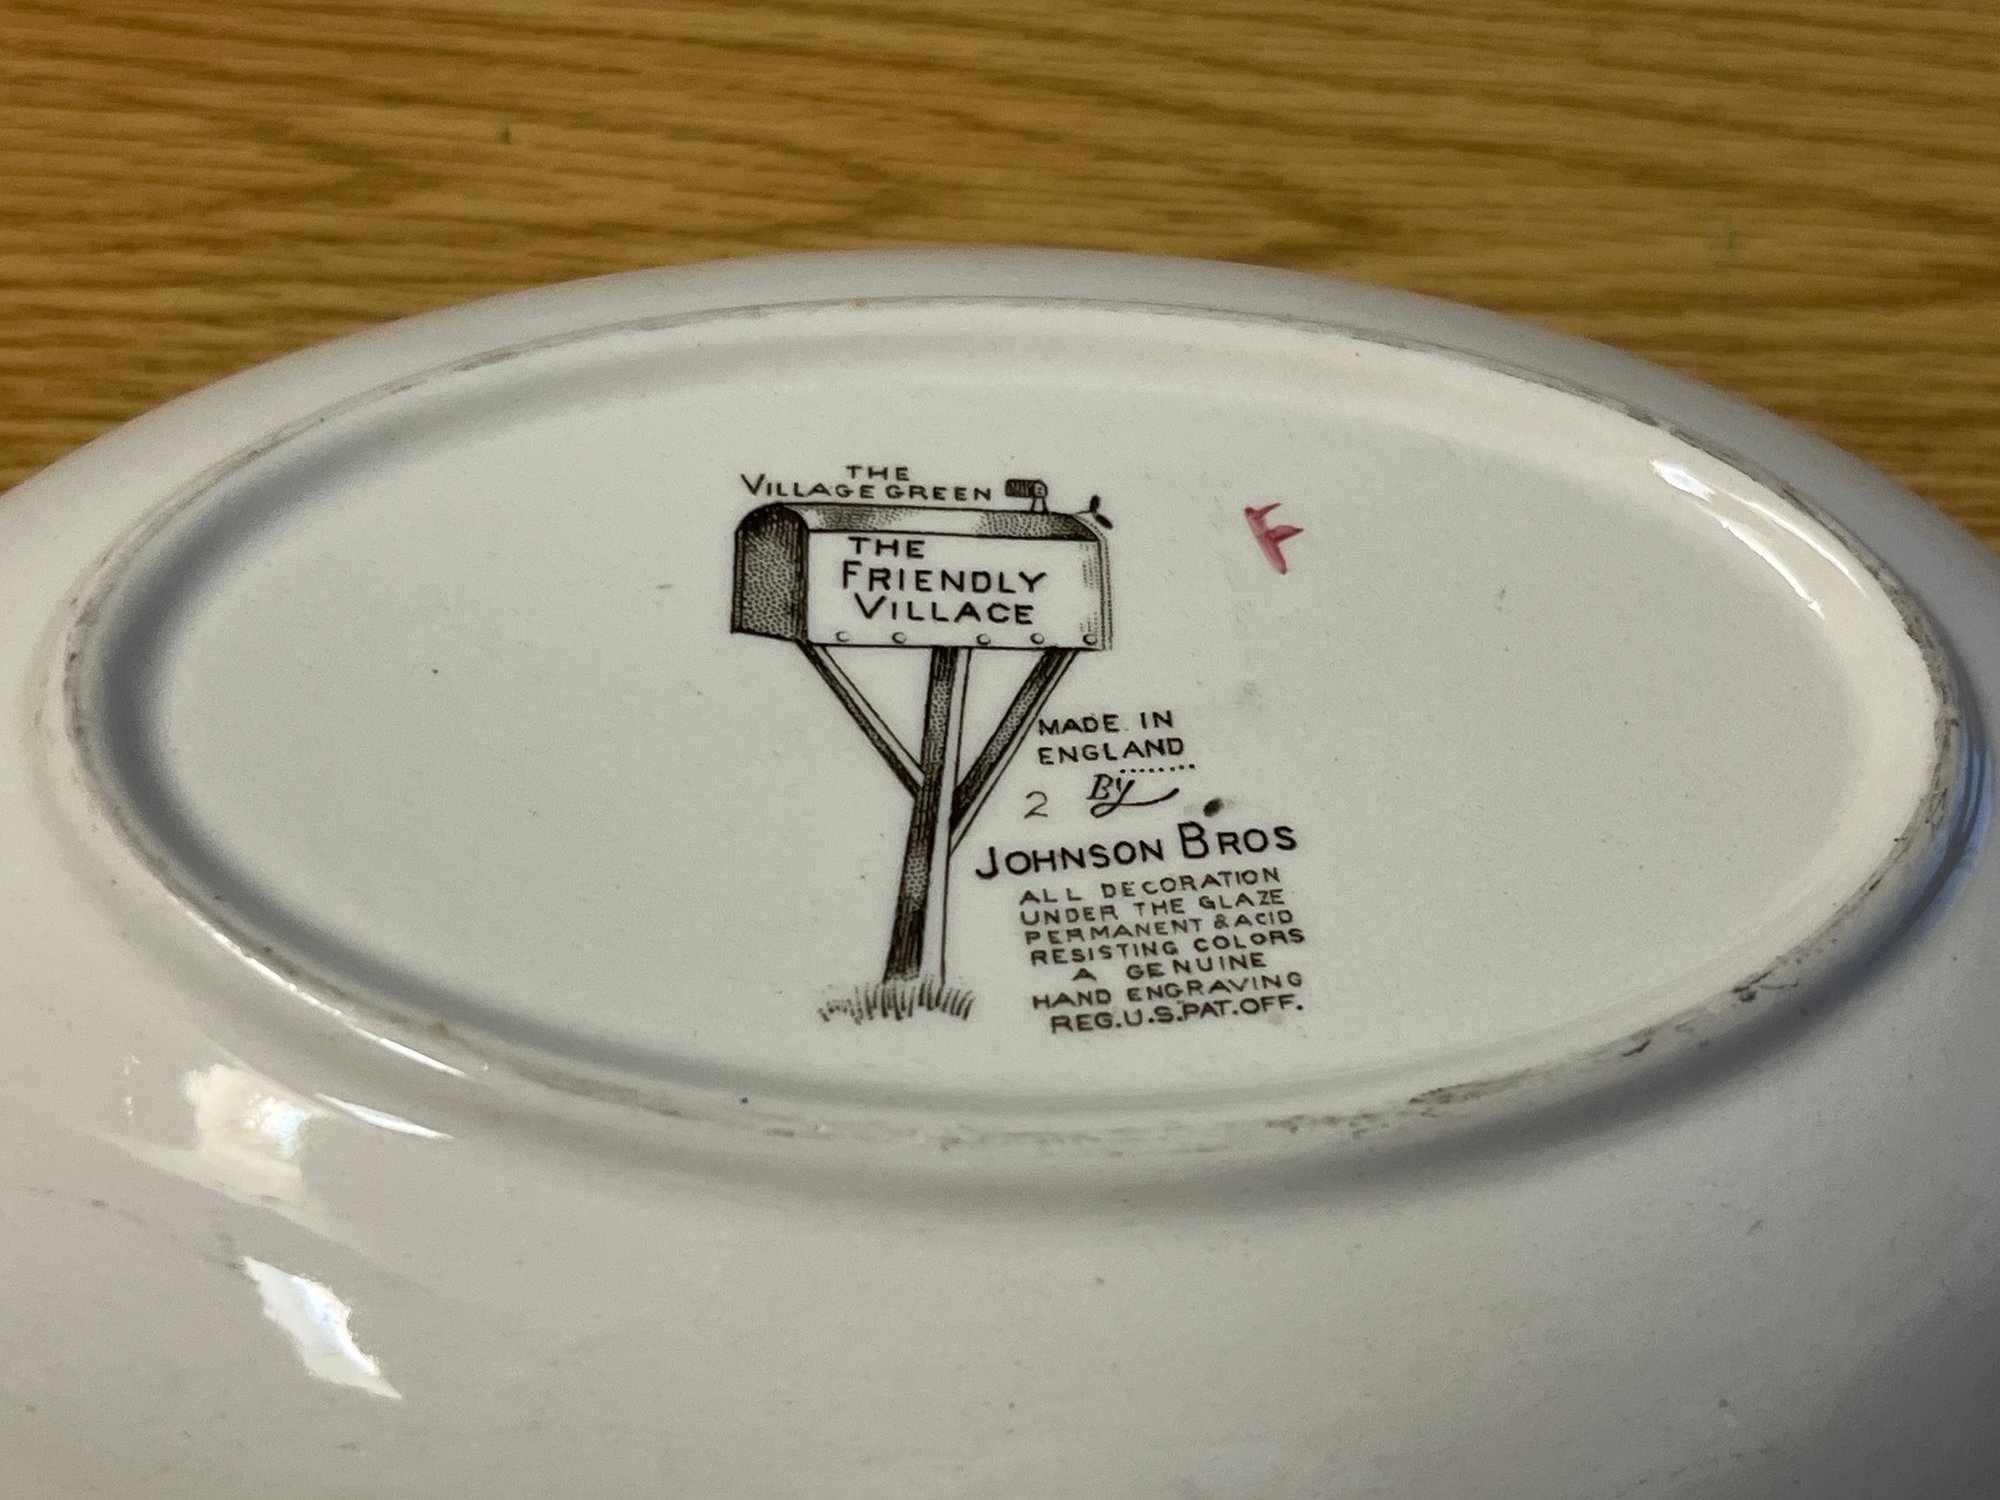 THE
VILLAGE GREEN
THE
FRIENDLY
VILLAGE
F
MADE IN
ENGLAND
2 By
JOHNSON BROS
ALL DECORATION
UNDER THE GLAZE
PERMANENT & ACID
RESISTING COLORS
A GENUINE
HAND ENGRAVING
REG.U.S.PAT.OFF.